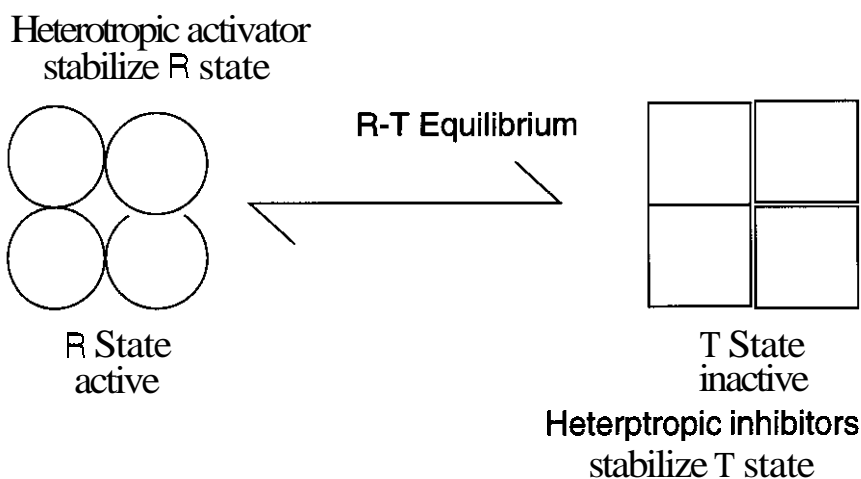 Heterotropic activator
stabilize R state
R-T Equilibrium
R State
active
T State
inactive
Heterptropic inhibitors
stabilize T state